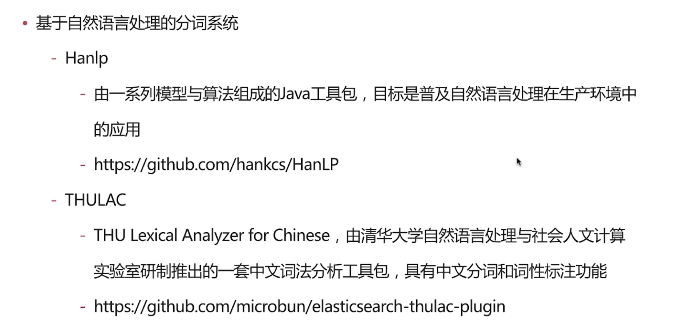 • 基于自然语言处理的分词系统
- Hanlp
- 由一系列模型与算法组成的Java工具包，目标是普及自然语言处理在生产环境中
的应用
- https://github.com/hankcs/HanLP
- THULAC
- THU Lexical Analyzer for Chinese，由清华大学自然语言处理与社会人文计算
实验室研制推出的一套中文词法分析工具包，具有中文分词和词性标注功能
- https://github.com/microbun/elasticsearch-thulac-plugin